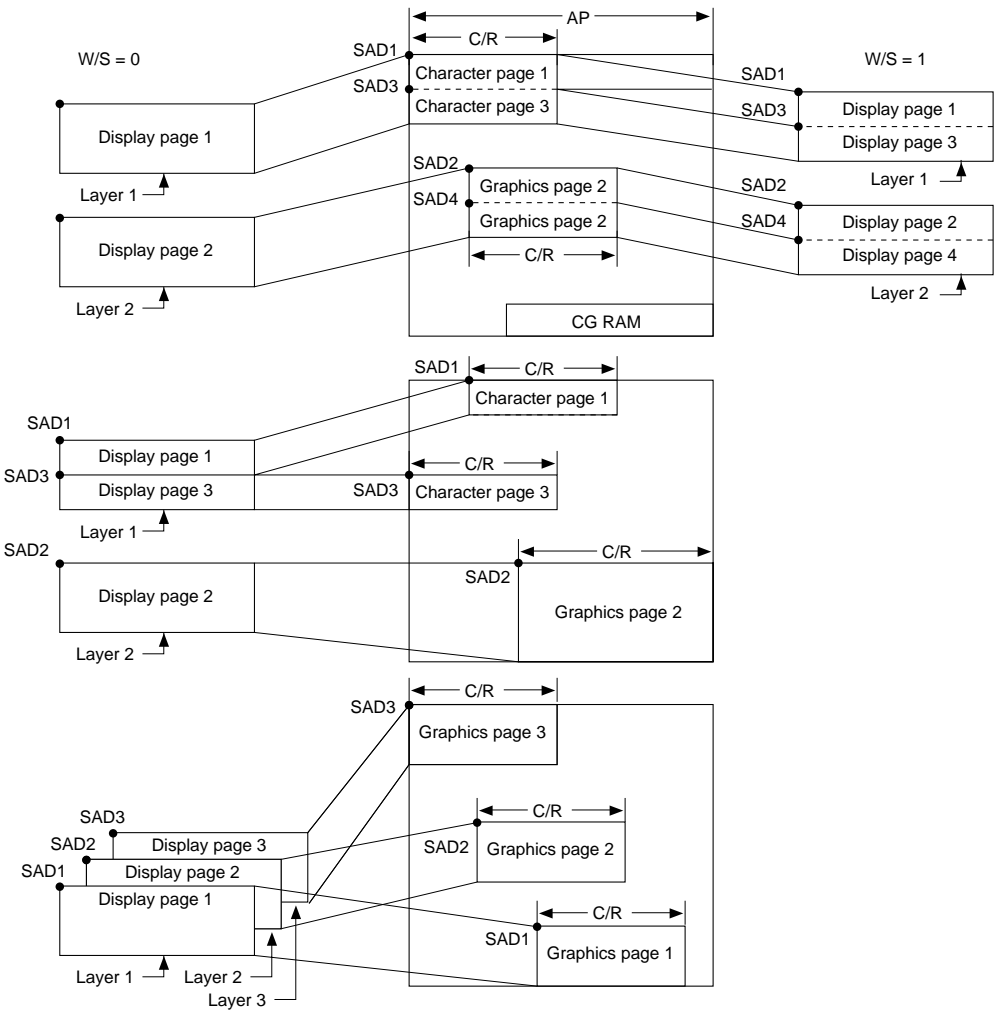 AP
C/R
W/S = 0
SAD1
W/S = 1
Character page 1
SAD1
SAD3
Character page 3
Display page 1
SAD3
Display page 1
Display page 3
Layer 1
SAD2
Layer 1
Graphics page 2
SAD2
SAD4
Graphics page 2
Display page 2
SAD4
Display page 2
C/R
Display page 4
Layer 2
Layer 2
CG RAM
SAD1
C/R
Character page 1
SAD1
Display page 1
C/R
SAD3
Display page 3
SAD3
Character page 3
Layer 1
SAD2
C/R
SAD2
Display page 2
Graphics page 2
Layer 2
C/R
SAD3
Graphics page 3
C/R
SAD3
SAD2
Display page 3
SAD2
Graphics page 2
SAD1
Display page 2
Display page 1
C/R
SAD1
Graphics page 1
Layer 1
Layer 2
Layer 3